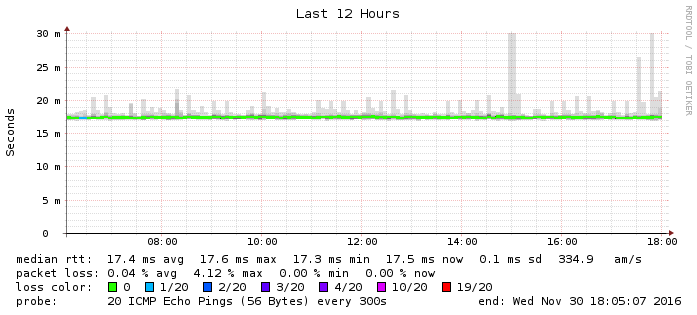 Last 12 Hours
RRDTOOL / TOBI OETIKER
Seconds
30 m
25 m
20 m
15 m
10 m
5 m
0
08:00 10:00 12:00 14:00 16:00 18:00
median rtt: 17.4 ms avg 17.6 ms max 17.3 ms min 17.5 ms now 0.1 ms sd 334.9 am/s
packet loss: 0.04 % avg 4.12 % max 0.00 % min 0.00 % now
loss color: 0 1/20 2/20 3/20 4/20 10/20 19/20
probe: 20 ICMP Echo Pings (56 Bytes) every 300s end: Wed Nov 30 18:05:07 2016